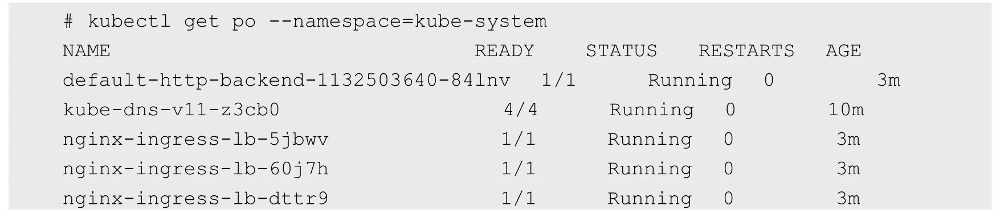 # kubectl get po --namespace=kube-system
NAME READY STATUS RESTARTS AGE
default-http-backend-1132503640-84lnv 1/1 Running 0 3m
kube-dns-v11-z3cb0 4/4 Running 0 10m
nginx-ingress-lb-5jbwv 1/1 Running 0 3m
nginx-ingress-lb-60j7h 1/1 Running 0 3m
nginx-ingress-lb-dttr9 1/1 Running 0 3m